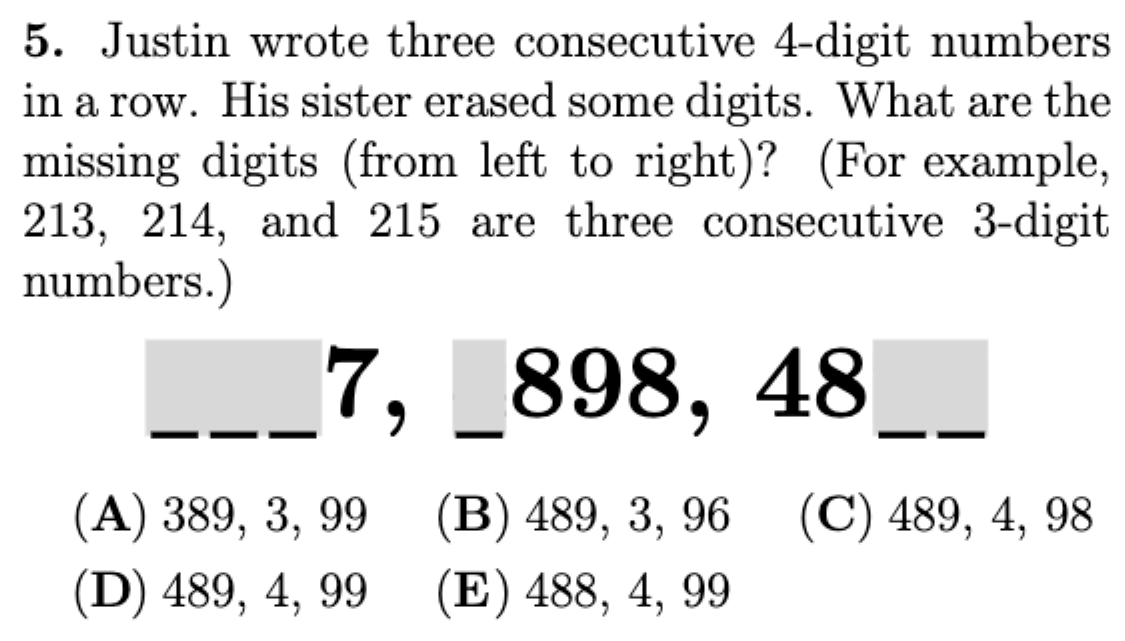 5. Justin wrote three consecutive 4-digit numbers
in a row. His sister erased some digits. What are the
missing digits (from left to right)? (For example,
213, 214, and 215 are three consecutive 3-digit
numbers.)
_ _ _7, _898, 48_ _
(A) 389, 3, 99 (B) 489, 3, 96 (C) 489, 4, 98
(D) 489, 4, 99 (E) 488, 4, 99